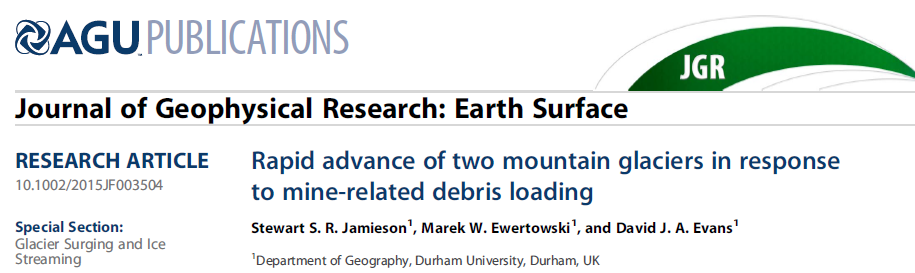 AGU PUBLICATIONS
JGR
Journal of Geophysical Research: Earth Surface
RESEARCH ARTICLE
10.1002/2015JF003504
Special Section:
Glacier Surging and Ice
Streaming
Rapid advance of two mountain glaciers in response
to mine-related debris loading
Stewart S. R. Jamieson1, Marek W. Ewertowski1, and David J. A. Evans1
1Department of Geography, Durham University, Durham, UK